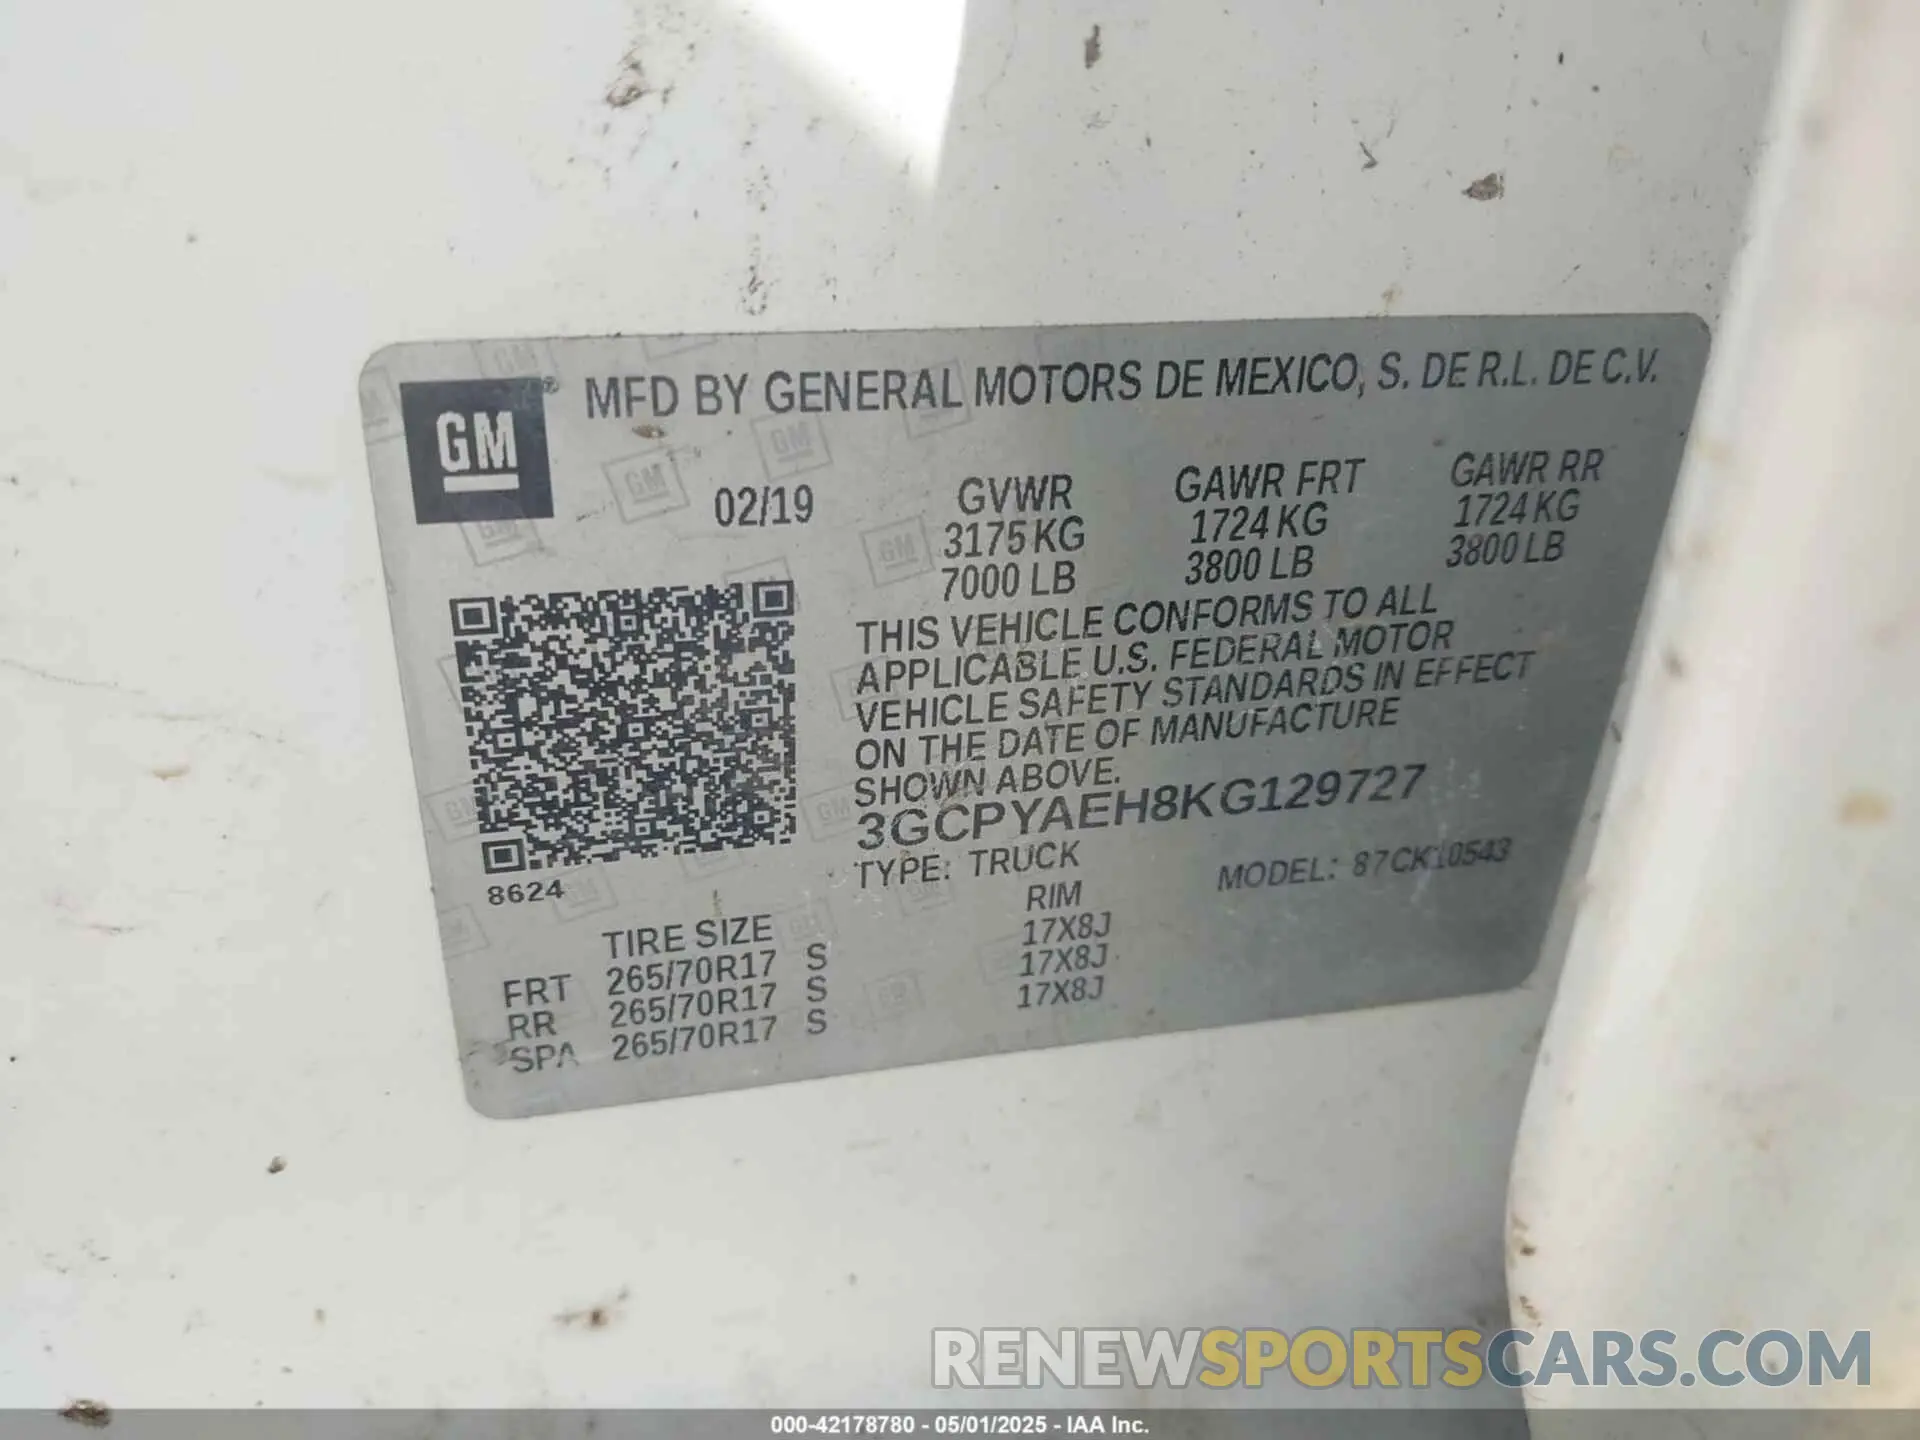 GM ® MFD BY GENERAL MOTORS DE MEXICO, S. DE R.L. DE C.V.
02/19 GVWR GAWR FRT GAWR RR
3175 KG 1724 KG 1724 KG
7000 LB 3800 LB 3800 LB
THIS VEHICLE CONFORMS TO ALL
APPLICABLE U.S. FEDERAL MOTOR
VEHICLE SAFETY STANDARDS IN EFFECT
ON THE DATE OF MANUFACTURE
SHOWN ABOVE.
3GCPYAEH8KG129727
TYPE: TRUCK MODEL: 87CK10543
8624
TIRE SIZE RIM
FRT 265/70R17 S 17X8J
RR 265/70R17 S 17X8J
SPA 265/70R17 S 17X8J
RENEWSPORTSCARS.COM
000-42178780 - 05/01/2025 - IAA Inc.